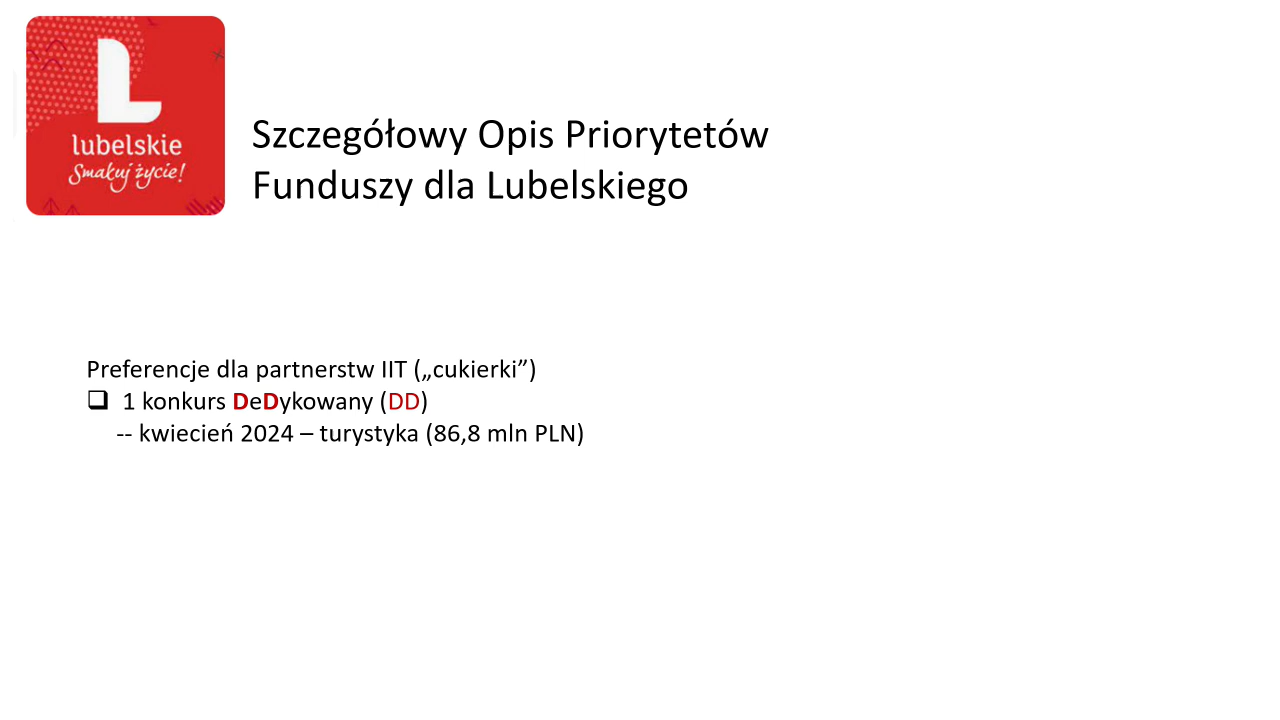 lubelskie
Smakuj życie!
Szczegółowy Opis Priorytetów
Funduszy dla Lubelskiego
Preferencje dla partnerstw IIT („cukierki”)
❑ 1 konkurs DeDykowany (DD)
-- kwiecień 2024 – turystyka (86,8 mln PLN)